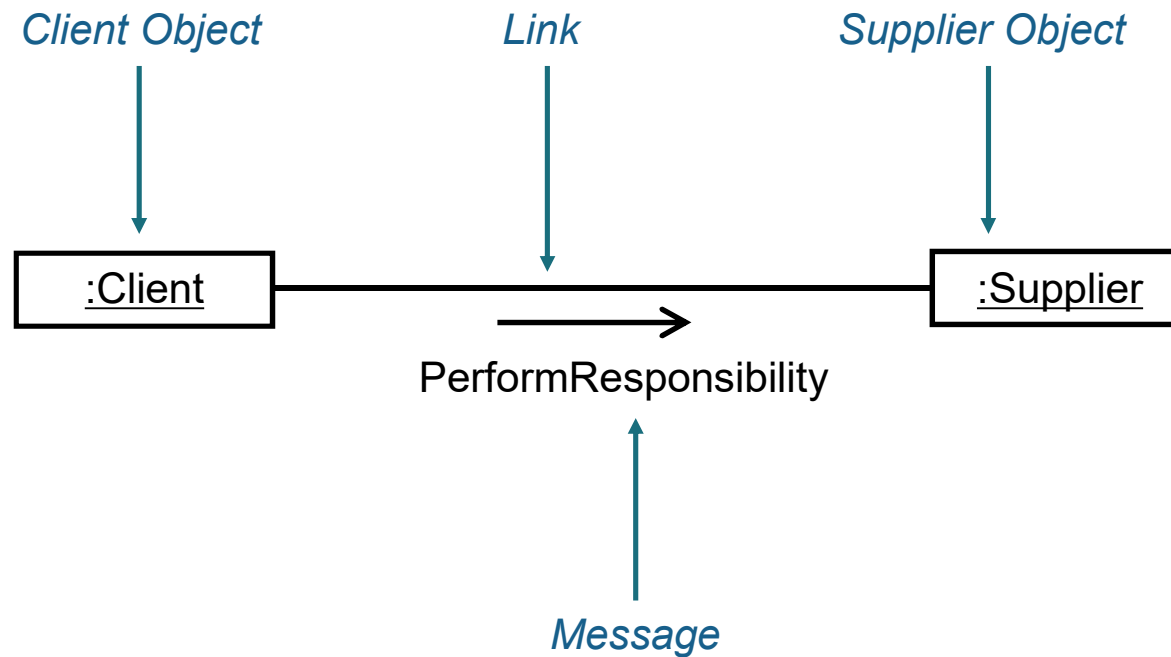 Client Object
Link
Supplier Object
:Client
:Supplier
PerformResponsibility
Message